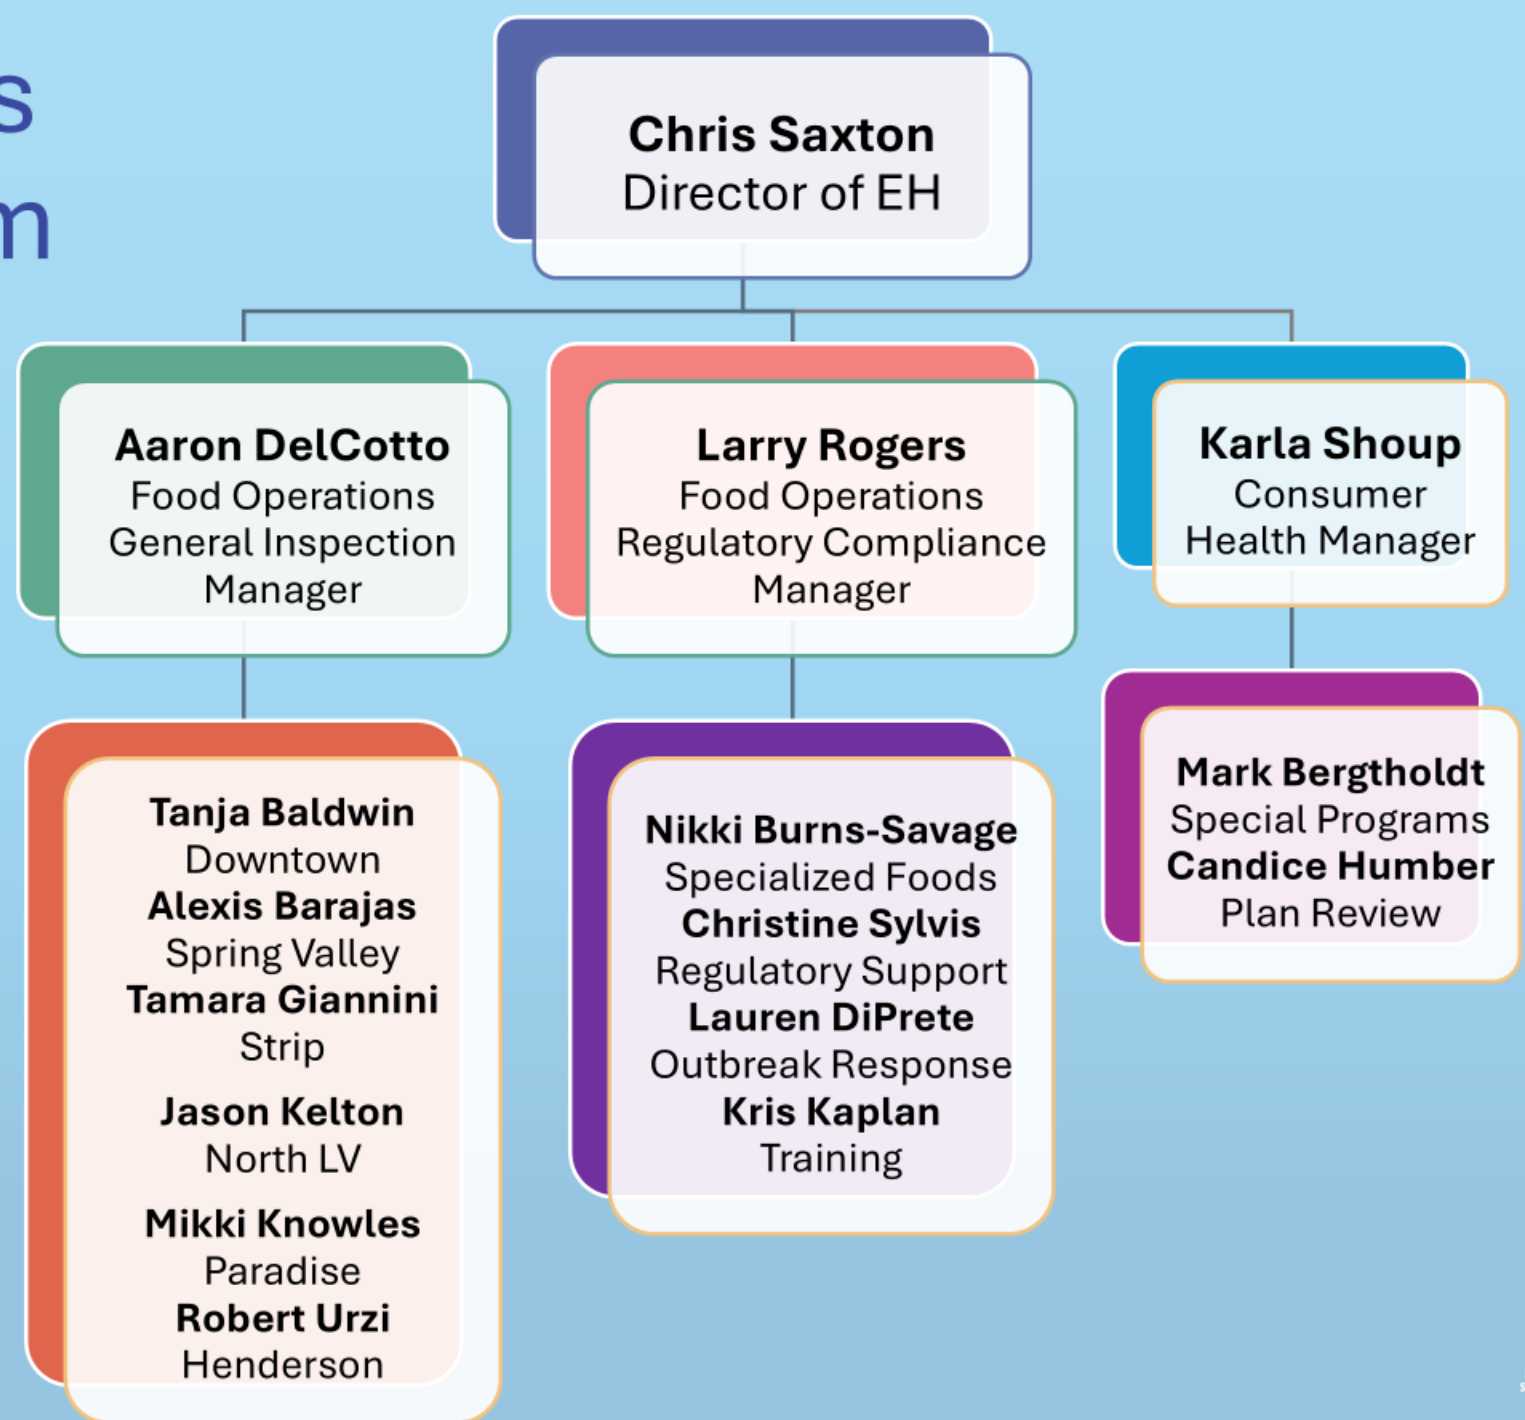 s
m
Chris Saxton
Director of EH
Aaron DelCotto
Food Operations
General Inspection
Manager
Larry Rogers
Food Operations
Regulatory Compliance
Manager
Karla Shoup
Consumer
Health Manager
Tanja Baldwin
Downtown
Alexis Barajas
Spring Valley
Tamara Giannini
Strip
Jason Kelton
North LV
Mikki Knowles
Paradise
Robert Urzi
Henderson
Nikki Burns-Savage
Specialized Foods
Christine Sylvis
Regulatory Support
Lauren DiPrete
Outbreak Response
Kris Kaplan
Training
Mark Bergtholdt
Special Programs
Candice Humber
Plan Review